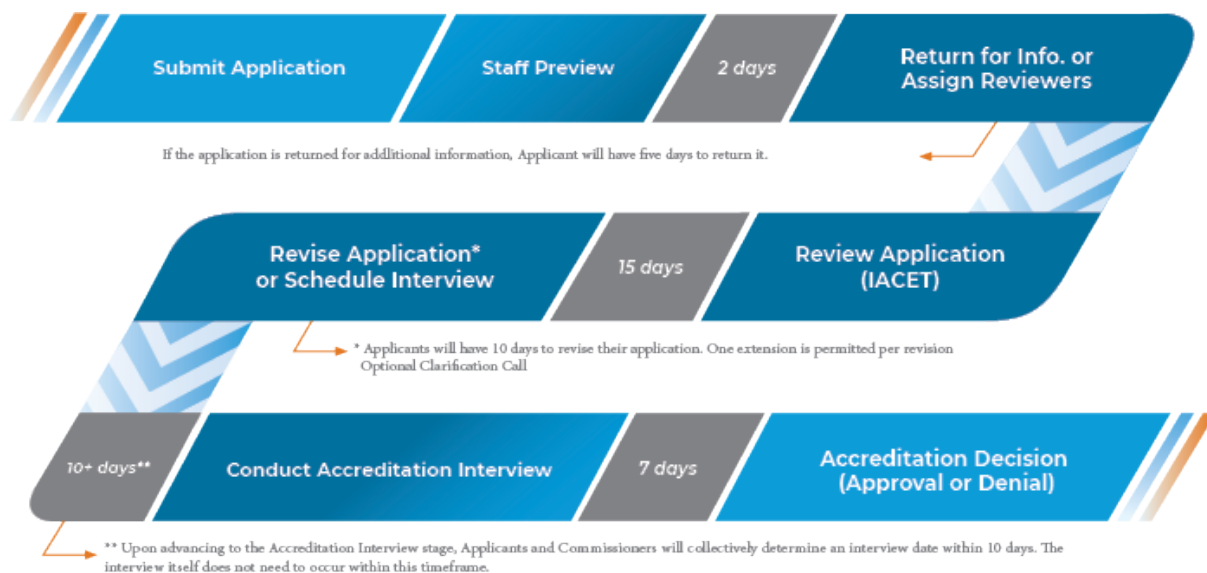 Submit Application
Staff Preview
2 days
Return for Info. or
Assign Reviewers
If the application is returned for addlitional information, Applicant will have five days to return it.
Revise Application*
or Schedule Interview
15 days
Review Application
(IACET)
* Applicants will have 10 days to revise their application. One extension is permitted per revision
Optional Clarification Call
10+ days**
Conduct Accreditation Interview
7 days
Accreditation Decision
(Approval or Denial)
** Upon advancing to the Accreditation Interview stage, Applicants and Commissioners will collectively determine an interview date within 10 days. The
interview itself does not need to occur within this timeframe.